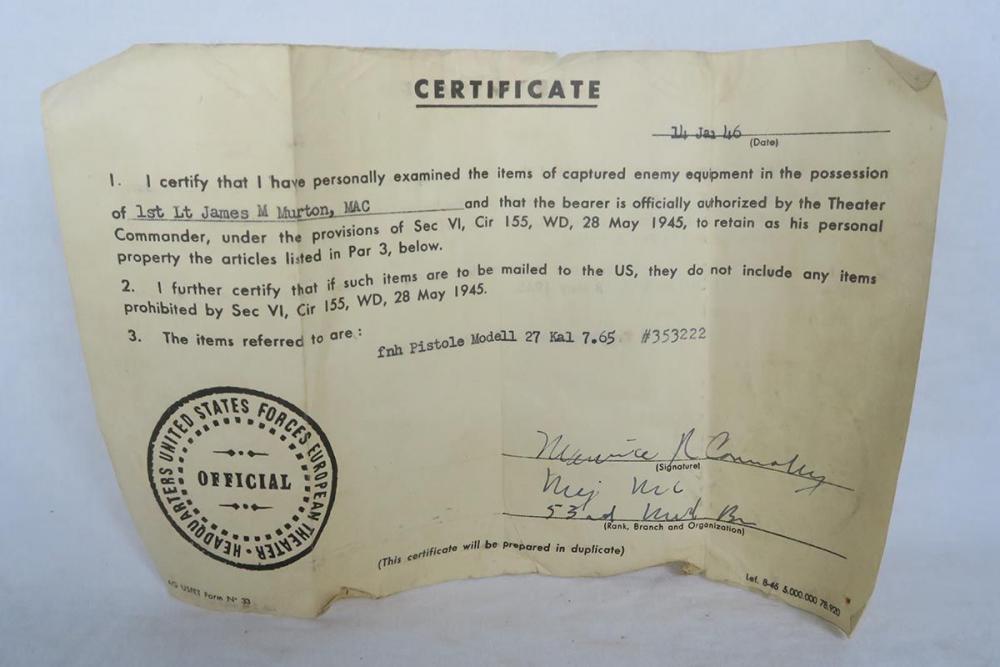 CERTIFICATE
14 Jan 46
(Date)
1. I certify that I have personally examined the items of captured enemy equipment in the possession
of 1st Lt James M Murton, MAC and that the bearer is officially authorized by the Theater
Commander, under the provisions of Sec VI, Cir 155, WD, 28 May 1945, to retain as his personal
property the articles listed in Par 3, below.
2. I further certify that if such items are to be mailed to the US, they do not include any items
prohibited by Sec VI, Cir 155, WD, 28 May 1945.
3. The items referred to are :
fnh Pistole Modell 27 Kal 7.65 #353222
HEADQUARTERS UNITED STATES FORCES EUROPEAN THEATER
OFFICIAL
Maurice R Connolly
(Signature)
Maj MC
53rd Med Bn
(Rank, Branch and Organization)
(This certificate will be prepared in duplicate)
AG USFET Form N° 33
Lef. 8-45 5.000.000 78.920